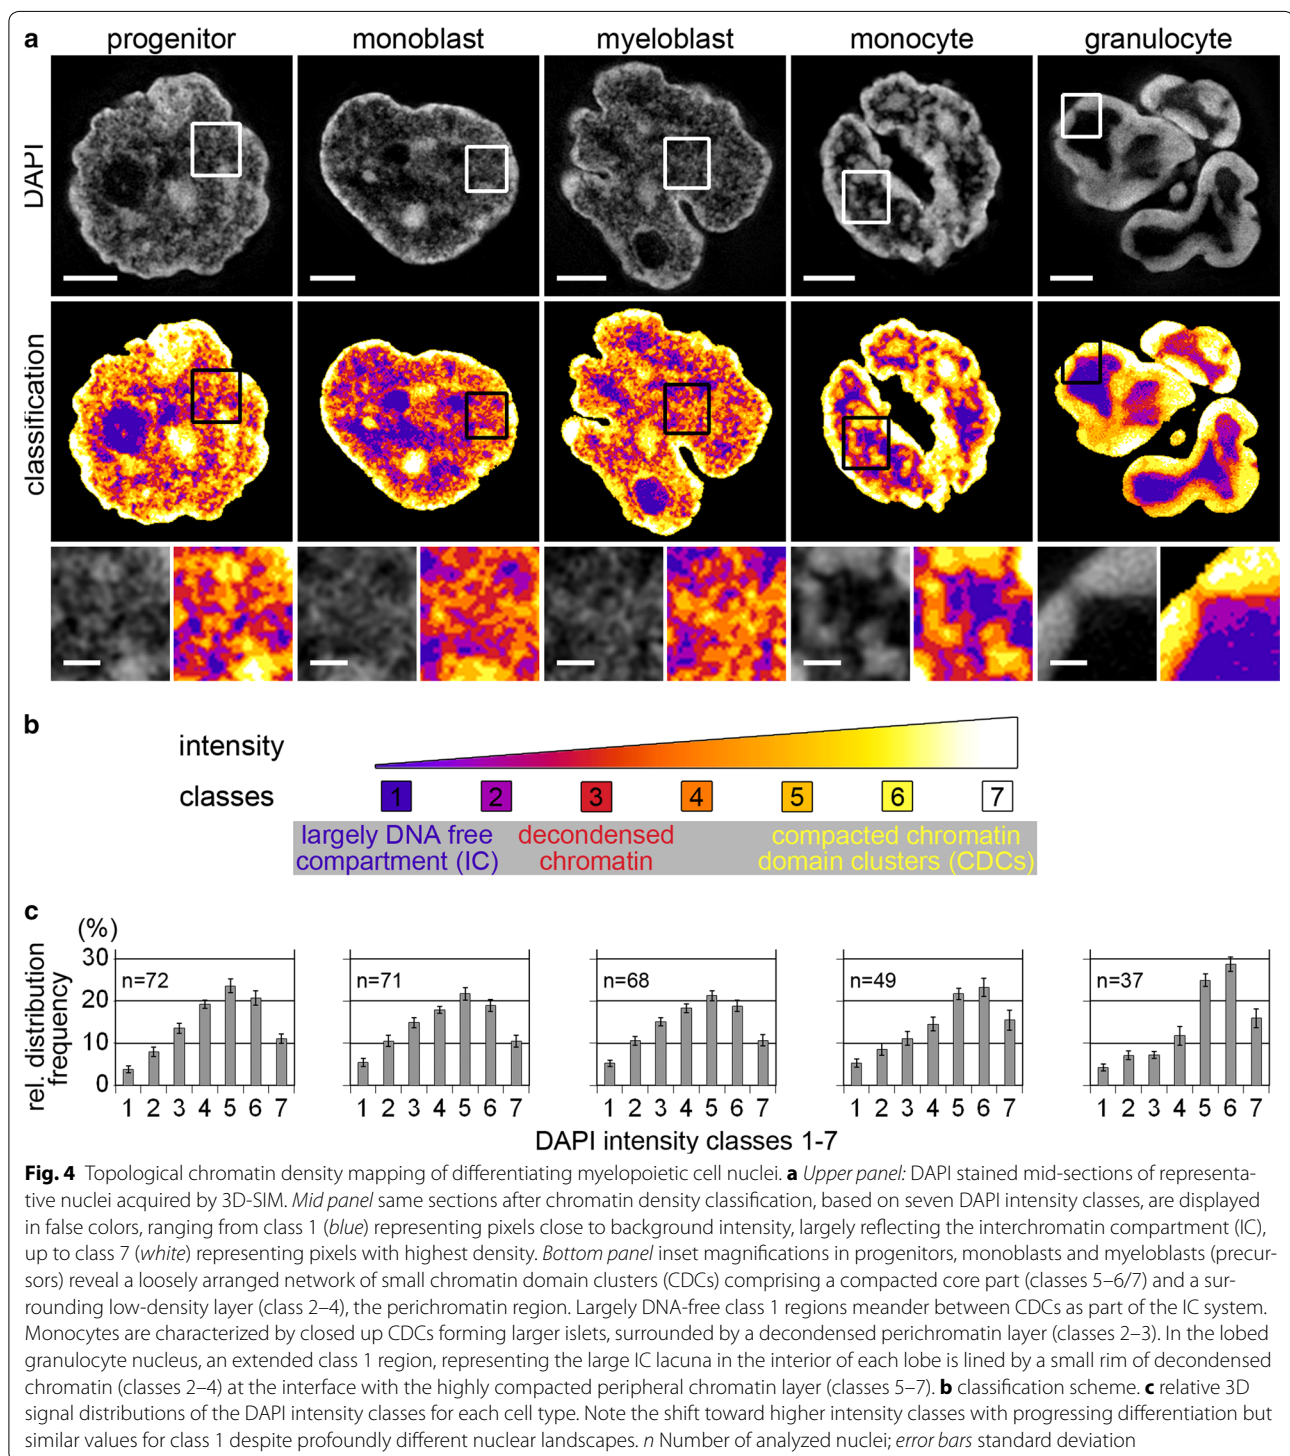 a
progenitor monoblast myeloblast monocyte granulocyte
DAPI
classification
b
intensity
classes 1 2 3 4 5 6 7
largely DNA free decondensed compacted chromatin
compartment (IC) chromatin domain clusters (CDCs)
c
(%)
rel. distribution
frequency
30
20
10
0
n=72 n=71 n=68 n=49 n=37
1 2 3 4 5 6 7 1 2 3 4 5 6 7 1 2 3 4 5 6 7 1 2 3 4 5 6 7 1 2 3 4 5 6 7
DAPI intensity classes 1-7
Fig. 4 Topological chromatin density mapping of differentiating myelopoietic cell nuclei. a Upper panel: DAPI stained mid-sections of representa-
tive nuclei acquired by 3D-SIM. Mid panel same sections after chromatin density classification, based on seven DAPI intensity classes, are displayed
in false colors, ranging from class 1 (blue) representing pixels close to background intensity, largely reflecting the interchromatin compartment (IC),
up to class 7 (white) representing pixels with highest density. Bottom panel inset magnifications in progenitors, monoblasts and myeloblasts (precur-
sors) reveal a loosely arranged network of small chromatin domain clusters (CDCs) comprising a compacted core part (classes 5–6/7) and a sur-
rounding low-density layer (class 2–4), the perichromatin region. Largely DNA-free class 1 regions meander between CDCs as part of the IC system.
Monocytes are characterized by closed up CDCs forming larger islets, surrounded by a decondensed perichromatin layer (classes 2–3). In the lobed
granulocyte nucleus, an extended class 1 region, representing the large IC lacuna in the interior of each lobe is lined by a small rim of decondensed
chromatin (classes 2–4) at the interface with the highly compacted peripheral chromatin layer (classes 5–7). b classification scheme. c relative 3D
signal distributions of the DAPI intensity classes for each cell type. Note the shift toward higher intensity classes with progressing differentiation but
similar values for class 1 despite profoundly different nuclear landscapes. n Number of analyzed nuclei; error bars standard deviation